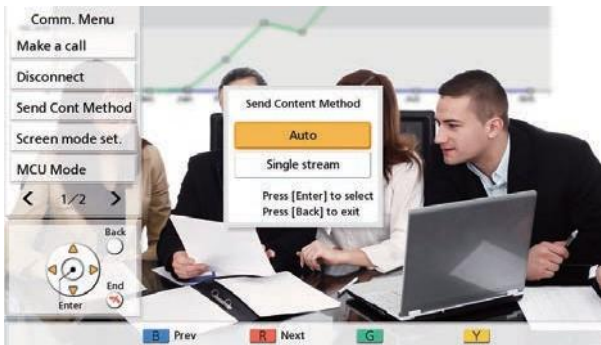 Comm. Menu
Make a call
Disconnect
Send Cont Method
Screen mode set.
MCU Mode
< 1/2 >
Back
End
Enter
Send Content Method
Auto
Single stream
Press [Enter] to select
Press [Back] to exit
B Prev R Next G Y